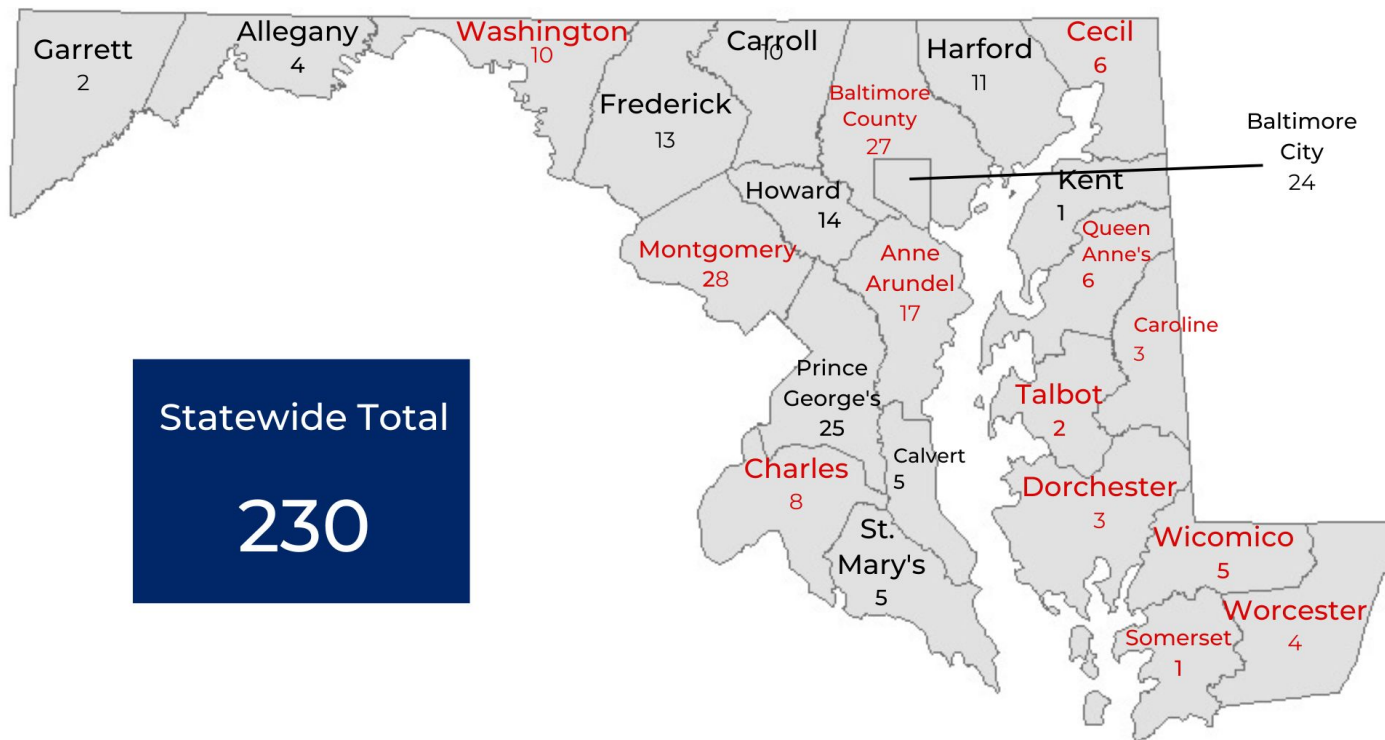 Garrett
2
Allegany
4
Washington
10
Frederick
13
Carroll
10
Baltimore
County
27
Harford
11
Cecil
6
Baltimore
City
24
Howard
14
Kent
1
Montgomery
28
Anne
Arundel
17
Queen
Anne's
6
Caroline
3
Prince
George's
25
Talbot
2
Statewide Total
230
Charles
8
Calvert
5
Dorchester
3
St.
Mary's
5
Wicomico
5
Worcester
4
Somerset
1